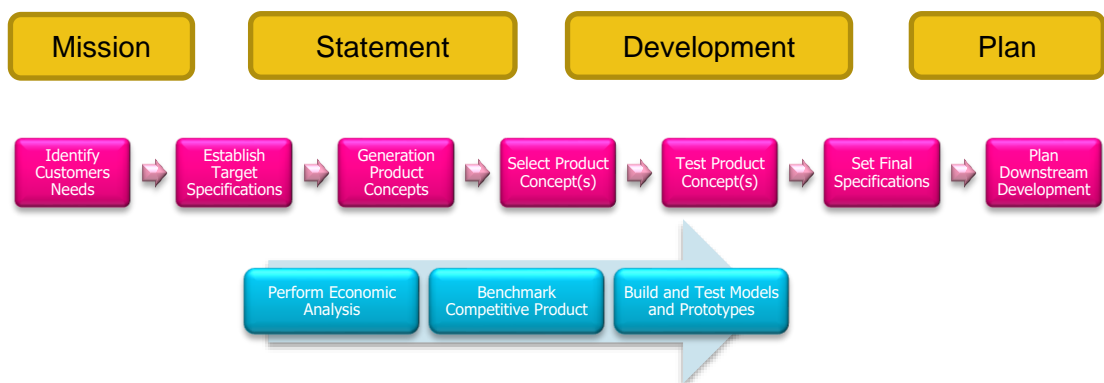 Mission
Statement
Development
Plan
Identify
Customers
Needs
Establish
Target
Specifications
Generation
Product
Concepts
Select Product
Concept(s)
Test Product
Concept(s)
Set Final
Specifications
Plan
Downstream
Development
Perform Economic
Analysis
Benchmark
Competitive Product
Build and Test Models
and Prototypes